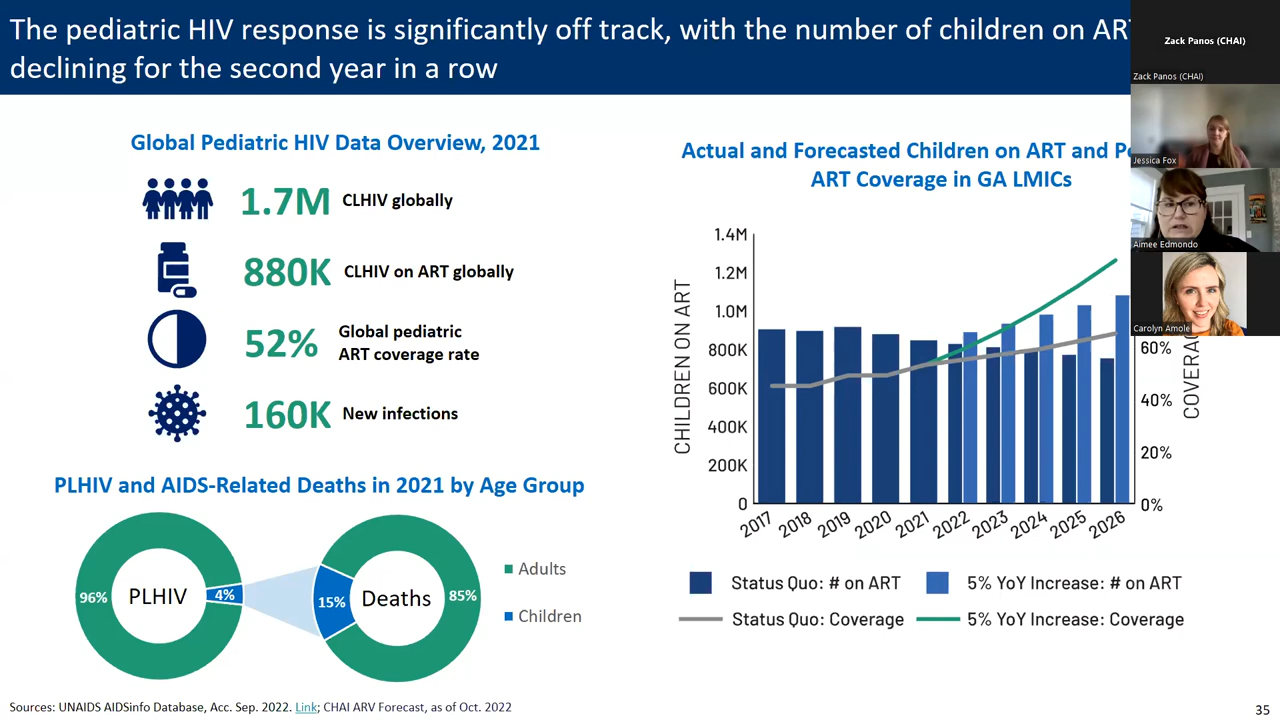 The pediatric HIV response is significantly off track, with the number of children on ART
declining for the second year in a row
Zack Panos (CHAI)
Zack Panos (CHAI)
Jessica Fox
Aimee Edmondo
Carolyn Amole
Global Pediatric HIV Data Overview, 2021
1.7M CLHIV globally
880K CLHIV on ART globally
52% Global pediatric
ART coverage rate
160K New infections
PLHIV and AIDS-Related Deaths in 2021 by Age Group
96%
PLHIV
4%
15%
Deaths
85%
Adults
Children
Actual and Forecasted Children on ART and
ART Coverage in GA LMICs
CHILDREN ON ART
1.4M
1.2M
1.0M
800K
600K
400K
200K
0
60%
40%
20%
0%
2017 2018 2019 2020 2021 2022 2023 2024 2025 2026
Status Quo: # on ART
5% YoY Increase: # on ART
Status Quo: Coverage
5% YoY Increase: Coverage
Sources: UNAIDS AIDSinfo Database, Acc. Sep. 2022. Link; CHAI ARV Forecast, as of Oct. 2022
35